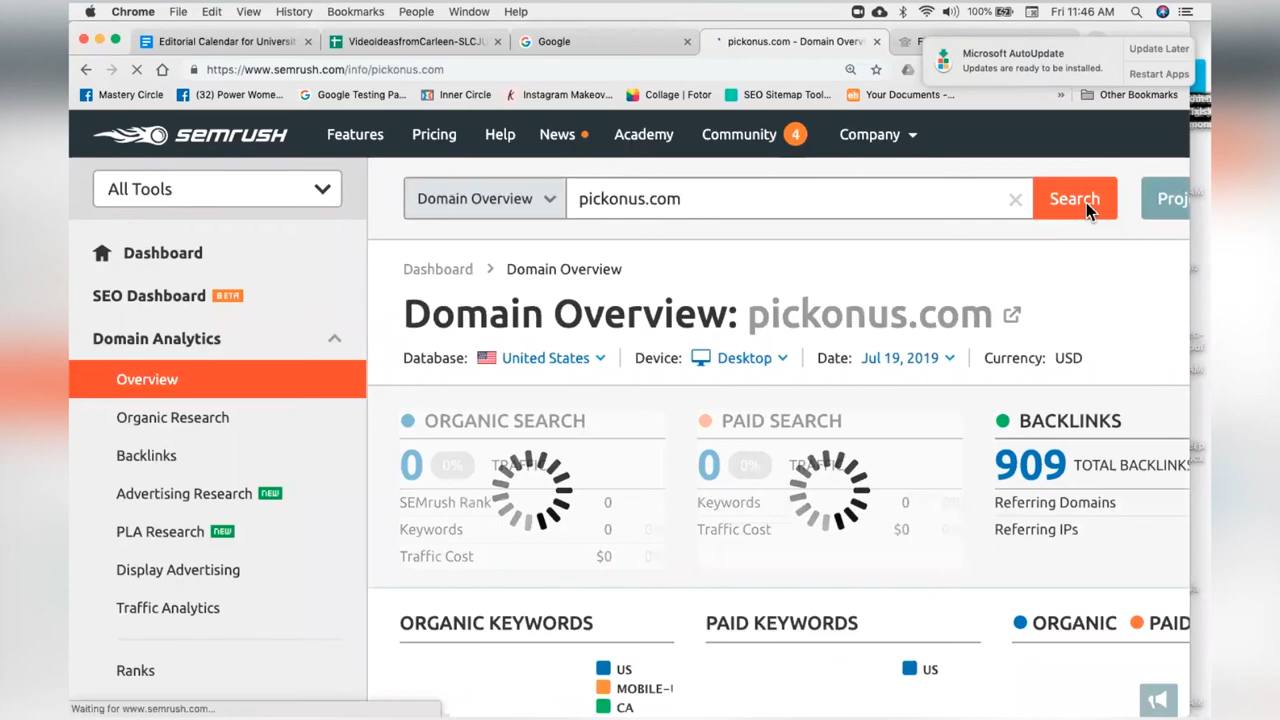 Chrome File Edit View History Bookmarks People Window Help 100% Fri 11:46 AM
Editorial Calendar for Universit × VideoIdeasfromCarleen-SLCJU × Google × pickonus.com - Domain Overv ×
Microsoft AutoUpdate
Updates are ready to be installed.
Update Later
Restart Apps
https://www.semrush.com/info/pickonus.com
Mastery Circle (32) Power Wome... Google Testing Pa... Inner Circle Instagram Makeov... Collage | Fotor SEO Sitemap Tool... Your Documents -... » Other Bookmarks
SEMRUSH Features Pricing Help News Academy Community 4 Company
All Tools
Domain Overview pickonus.com × Search Proj
Dashboard
SEO Dashboard BETA
Domain Analytics
Overview
Organic Research
Backlinks
Advertising Research NEW
PLA Research NEW
Display Advertising
Traffic Analytics
Ranks
Dashboard > Domain Overview
Domain Overview: pickonus.com
Database: United States Device: Desktop Date: Jul 19, 2019 Currency: USD
ORGANIC SEARCH
0 0%
SEMrush Rank 0
Keywords 0 0%
Traffic Cost $0 0%
PAID SEARCH
0 0%
Keywords 0 0%
Traffic Cost $0 0%
BACKLINKS
909 TOTAL BACKLINKS
Referring Domains
Referring IPs
ORGANIC KEYWORDS
US
MOBILE-
CA
PAID KEYWORDS
US
ORGANIC PAID
Waiting for www.semrush.com...